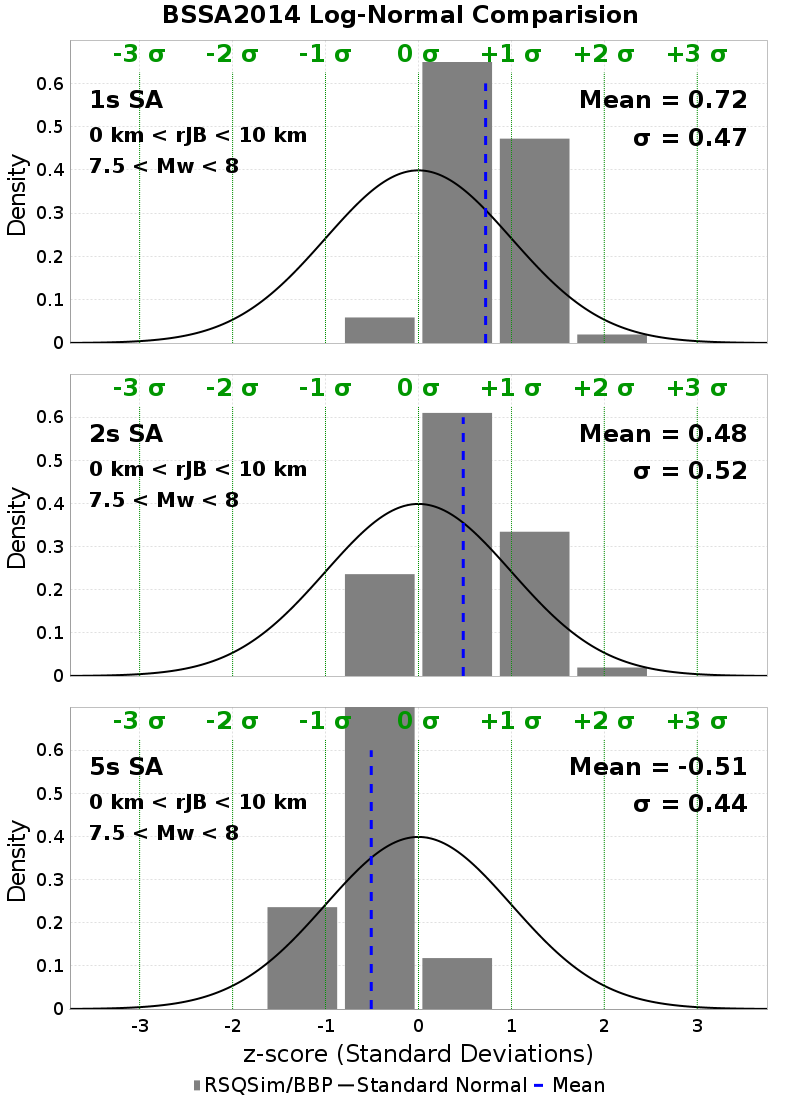 BSSA2014 Log-Normal Comparision
-3 σ -2 σ -1 σ 0 σ +1 σ +2 σ +3 σ
0.6
1s SA Mean = 0.72
0.5
0 km < rJB < 10 km σ = 0.47
7.5 < Mw < 8
0.4
Density
0.3
0.2
0.1
0
-3 σ -2 σ -1 σ 0 σ +1 σ +2 σ +3 σ
0.6
2s SA Mean = 0.48
0.5
0 km < rJB < 10 km σ = 0.52
7.5 < Mw < 8
0.4
Density
0.3
0.2
0.1
0
-3 σ -2 σ -1 σ 0 σ +1 σ +2 σ +3 σ
0.6
5s SA Mean = -0.51
0.5
0 km < rJB < 10 km σ = 0.44
7.5 < Mw < 8
0.4
Density
0.3
0.2
0.1
0
-3 -2 -1 0 1 2 3
z-score (Standard Deviations)
RSQSim/BBP Standard Normal Mean